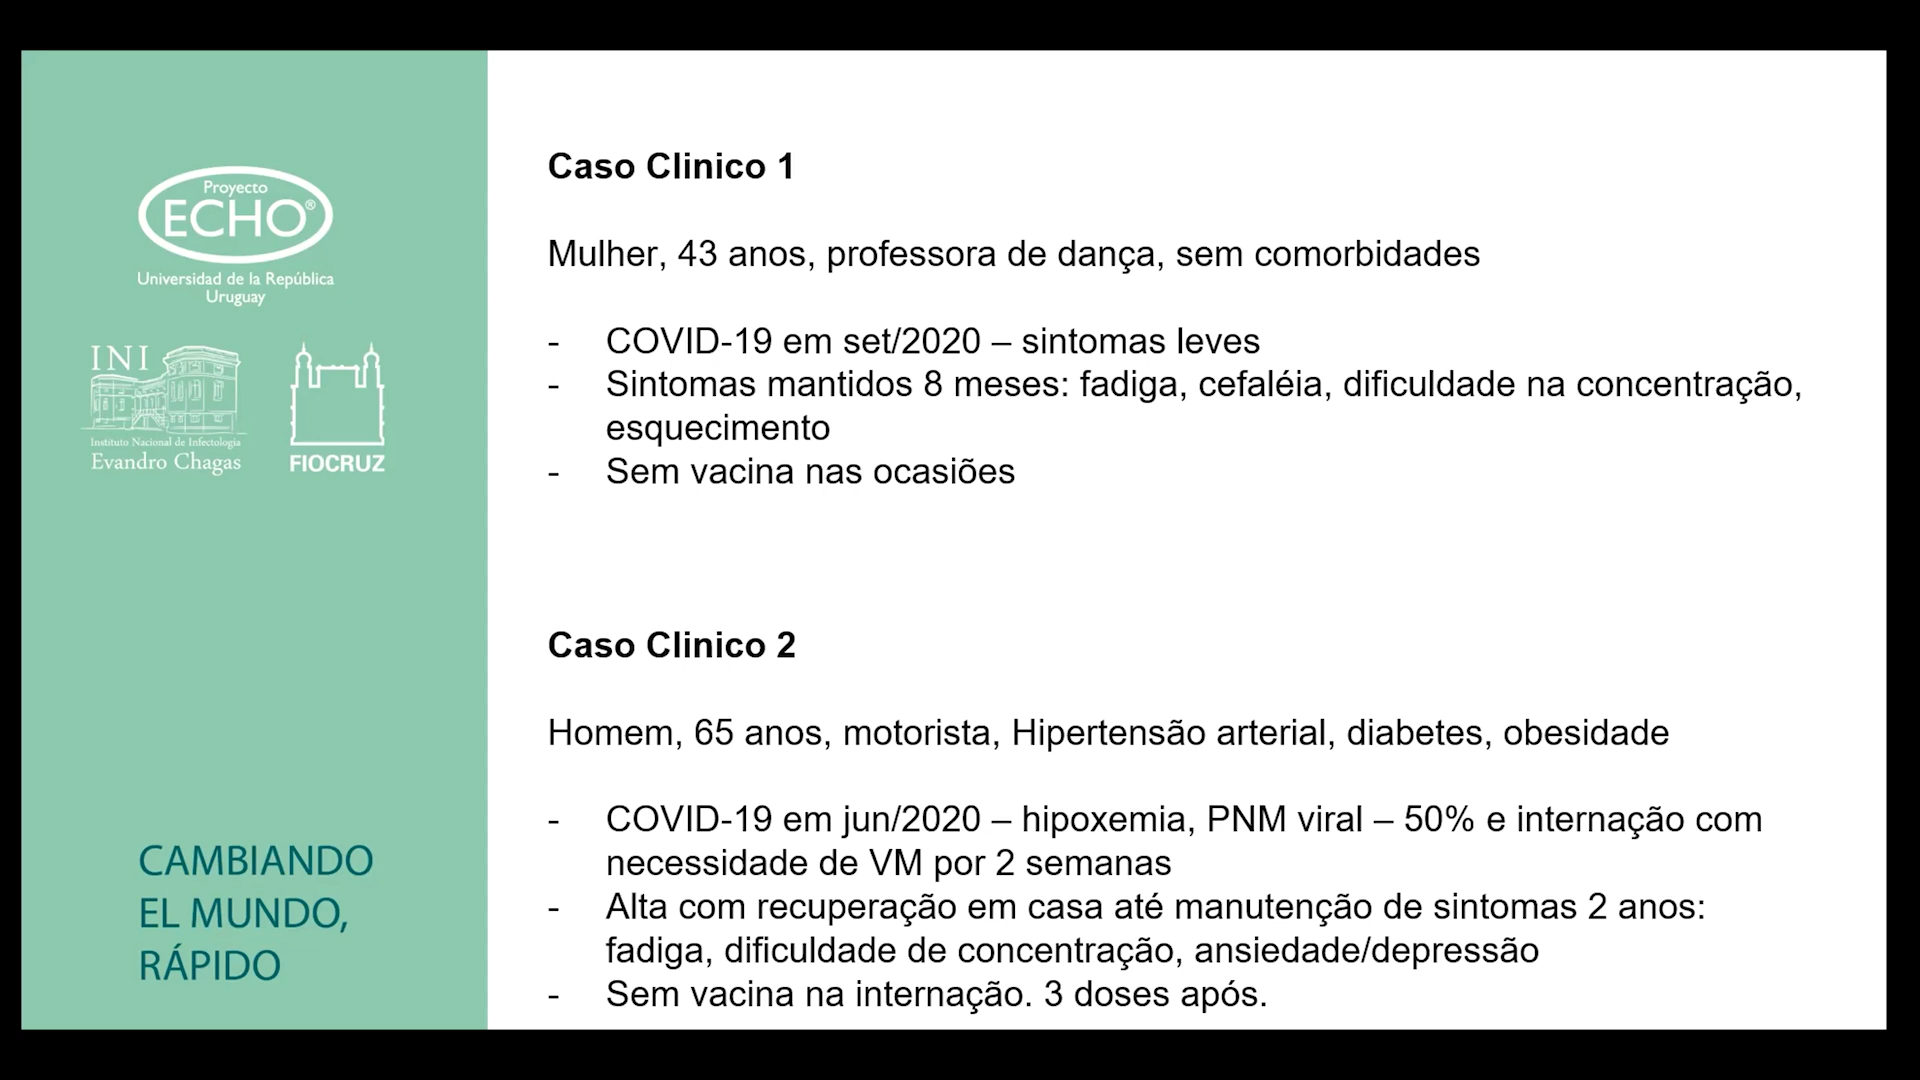 Proyecto
ECHO®
Universidad de la República
Uruguay
INI
Instituto Nacional de Infectologia
Evandro Chagas
FIOCRUZ
CAMBIANDO
EL MUNDO,
RÁPIDO
Caso Clinico 1
Mulher, 43 anos, professora de dança, sem comorbidades
- COVID-19 em set/2020 – sintomas leves
- Sintomas mantidos 8 meses: fadiga, cefaléia, dificuldade na concentração,
esquecimento
- Sem vacina nas ocasiões
Caso Clinico 2
Homem, 65 anos, motorista, Hipertensão arterial, diabetes, obesidade
- COVID-19 em jun/2020 – hipoxemia, PNM viral – 50% e internação com
necessidade de VM por 2 semanas
- Alta com recuperação em casa até manutenção de sintomas 2 anos:
fadiga, dificuldade de concentração, ansiedade/depressão
- Sem vacina na internação. 3 doses após.